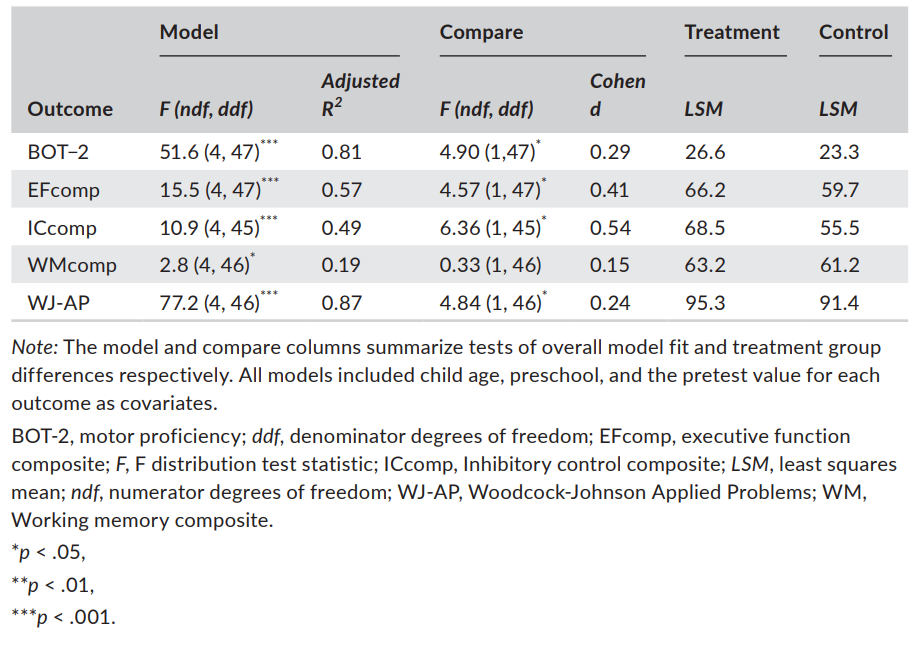 Model Compare Treatment Control
Outcome F (ndf, ddf) Adjusted R² F (ndf, ddf) Cohen d LSM LSM
BOT–2 51.6 (4, 47)*** 0.81 4.90 (1,47)* 0.29 26.6 23.3
EFcomp 15.5 (4, 47)*** 0.57 4.57 (1, 47)* 0.41 66.2 59.7
ICcomp 10.9 (4, 45)*** 0.49 6.36 (1, 45)* 0.54 68.5 55.5
WMcomp 2.8 (4, 46)* 0.19 0.33 (1, 46) 0.15 63.2 61.2
WJ-AP 77.2 (4, 46)*** 0.87 4.84 (1, 46)* 0.24 95.3 91.4
Note: The model and compare columns summarize tests of overall model fit and treatment group
differences respectively. All models included child age, preschool, and the pretest value for each
outcome as covariates.
BOT-2, motor proficiency; ddf, denominator degrees of freedom; EFcomp, executive function
composite; F, F distribution test statistic; ICcomp, Inhibitory control composite; LSM, least squares
mean; ndf, numerator degrees of freedom; WJ-AP, Woodcock-Johnson Applied Problems; WM,
Working memory composite.
*p < .05,
**p < .01,
***p < .001.